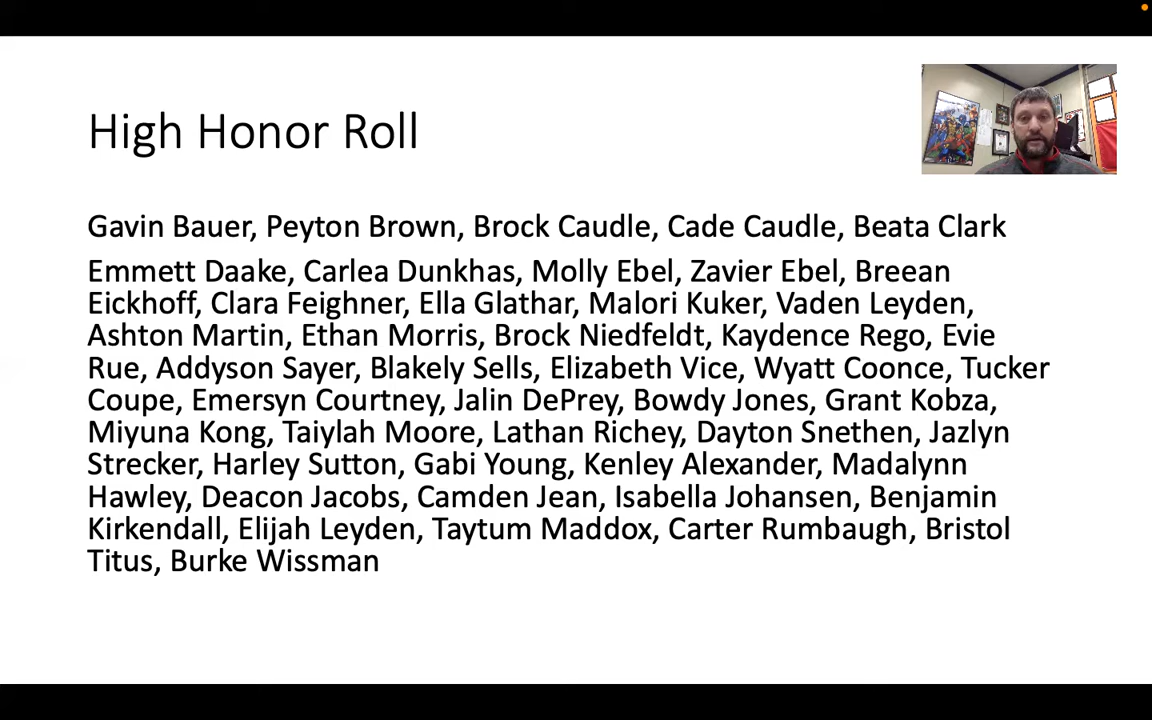 High Honor Roll
Gavin Bauer, Peyton Brown, Brock Caudle, Cade Caudle, Beata Clark
Emmett Daake, Carlea Dunkhas, Molly Ebel, Zavier Ebel, Breean
Eickhoff, Clara Feighner, Ella Glathar, Malori Kuker, Vaden Leyden,
Ashton Martin, Ethan Morris, Brock Niedfeldt, Kaydence Rego, Evie
Rue, Addyson Sayer, Blakely Sells, Elizabeth Vice, Wyatt Coonce, Tucker
Coupe, Emersyn Courtney, Jalin DePrey, Bowdy Jones, Grant Kobza,
Miyuna Kong, Taiylah Moore, Lathan Richey, Dayton Snethen, Jazlyn
Strecker, Harley Sutton, Gabi Young, Kenley Alexander, Madalynn
Hawley, Deacon Jacobs, Camden Jean, Isabella Johansen, Benjamin
Kirkendall, Elijah Leyden, Taytum Maddox, Carter Rumbaugh, Bristol
Titus, Burke Wissman